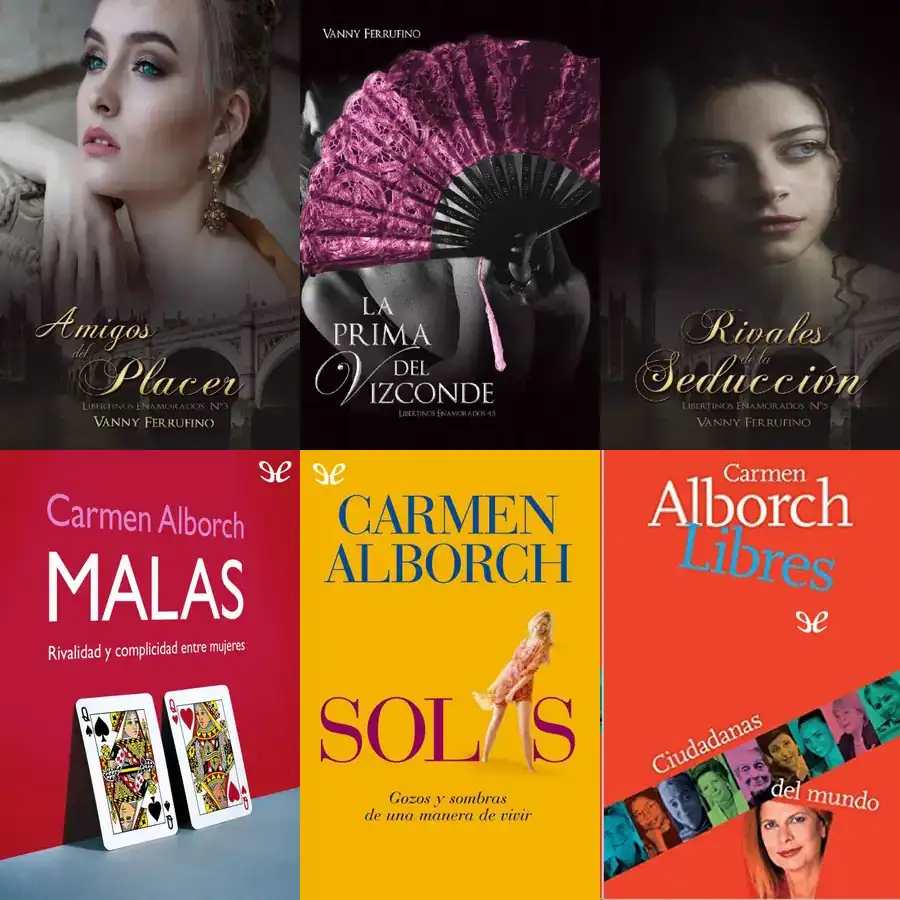 Amigos
del
Placer
Libertinos Enamorados Nº3
Vanny Ferrufino
Vanny Ferrufino
La
Prima
del
Vizconde
Libertinos Enamorados 4.5
Rivales
de la
Seducción
Libertinos Enamorados Nº5
Vanny Ferrufino
Carmen Alborch
MALAS
Rivalidad y complicidad entre mujeres
Q
Q
Q
Q
CARMEN
ALBORCH
SOLAS
Gozos y sombras
de una manera de vivir
Carmen
Alborch
Libres
Ciudadanas
del mundo